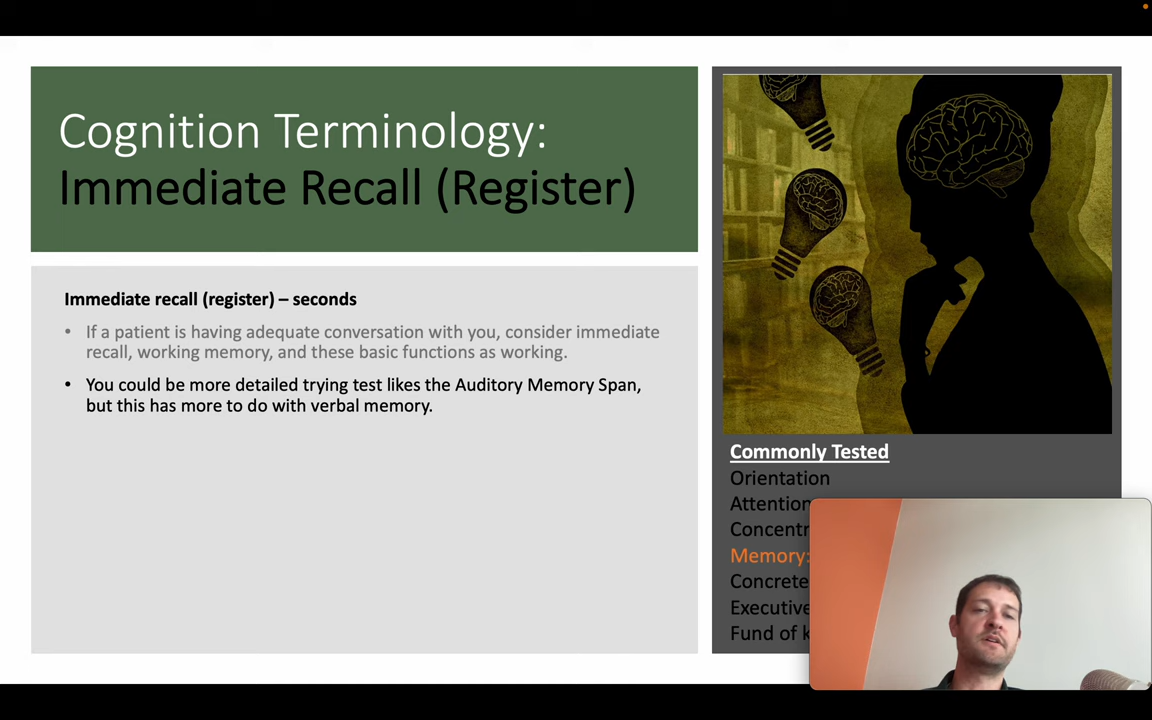 Cognition Terminology:
Immediate Recall (Register)
Immediate recall (register) – seconds
• If a patient is having adequate conversation with you, consider immediate
recall, working memory, and these basic functions as working.
• You could be more detailed trying test likes the Auditory Memory Span,
but this has more to do with verbal memory.
Commonly Tested
Orientation
Attention
Concentr
Memory:
Concrete
Executive
Fund of k